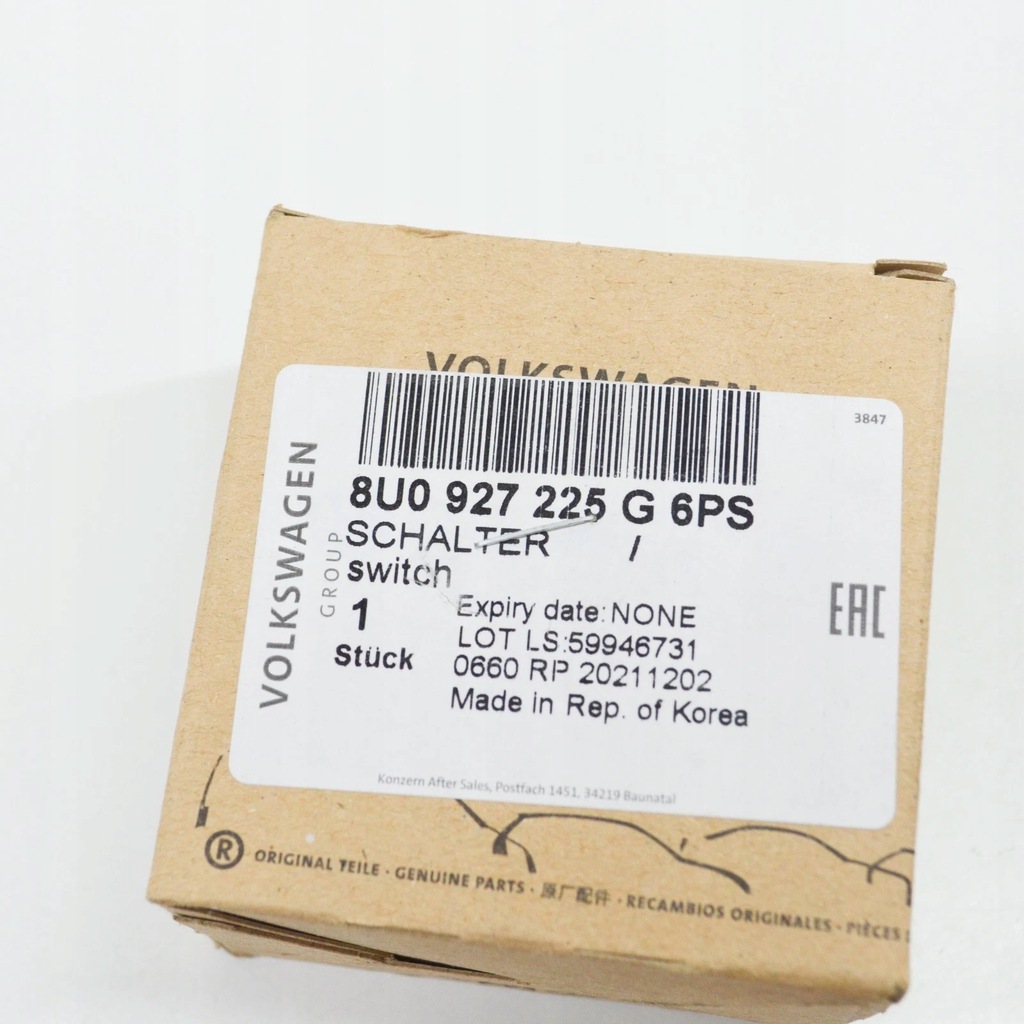 VOLKSWAGEN
3847
VOLKSWAGEN
GROUP
8U0 927 225 G 6PS
SCHALTER /
switch
1
Stück
Expiry date: NONE
LOT LS:59946731
0660 RP 20211202
Made in Rep. of Korea
EAC
Konzern After Sales, Postfach 1451, 34219 Baunatal
® ORIGINAL TEILE · GENUINE PARTS · 原厂配件 · RECAMBIOS ORIGINALES · PIÈCES